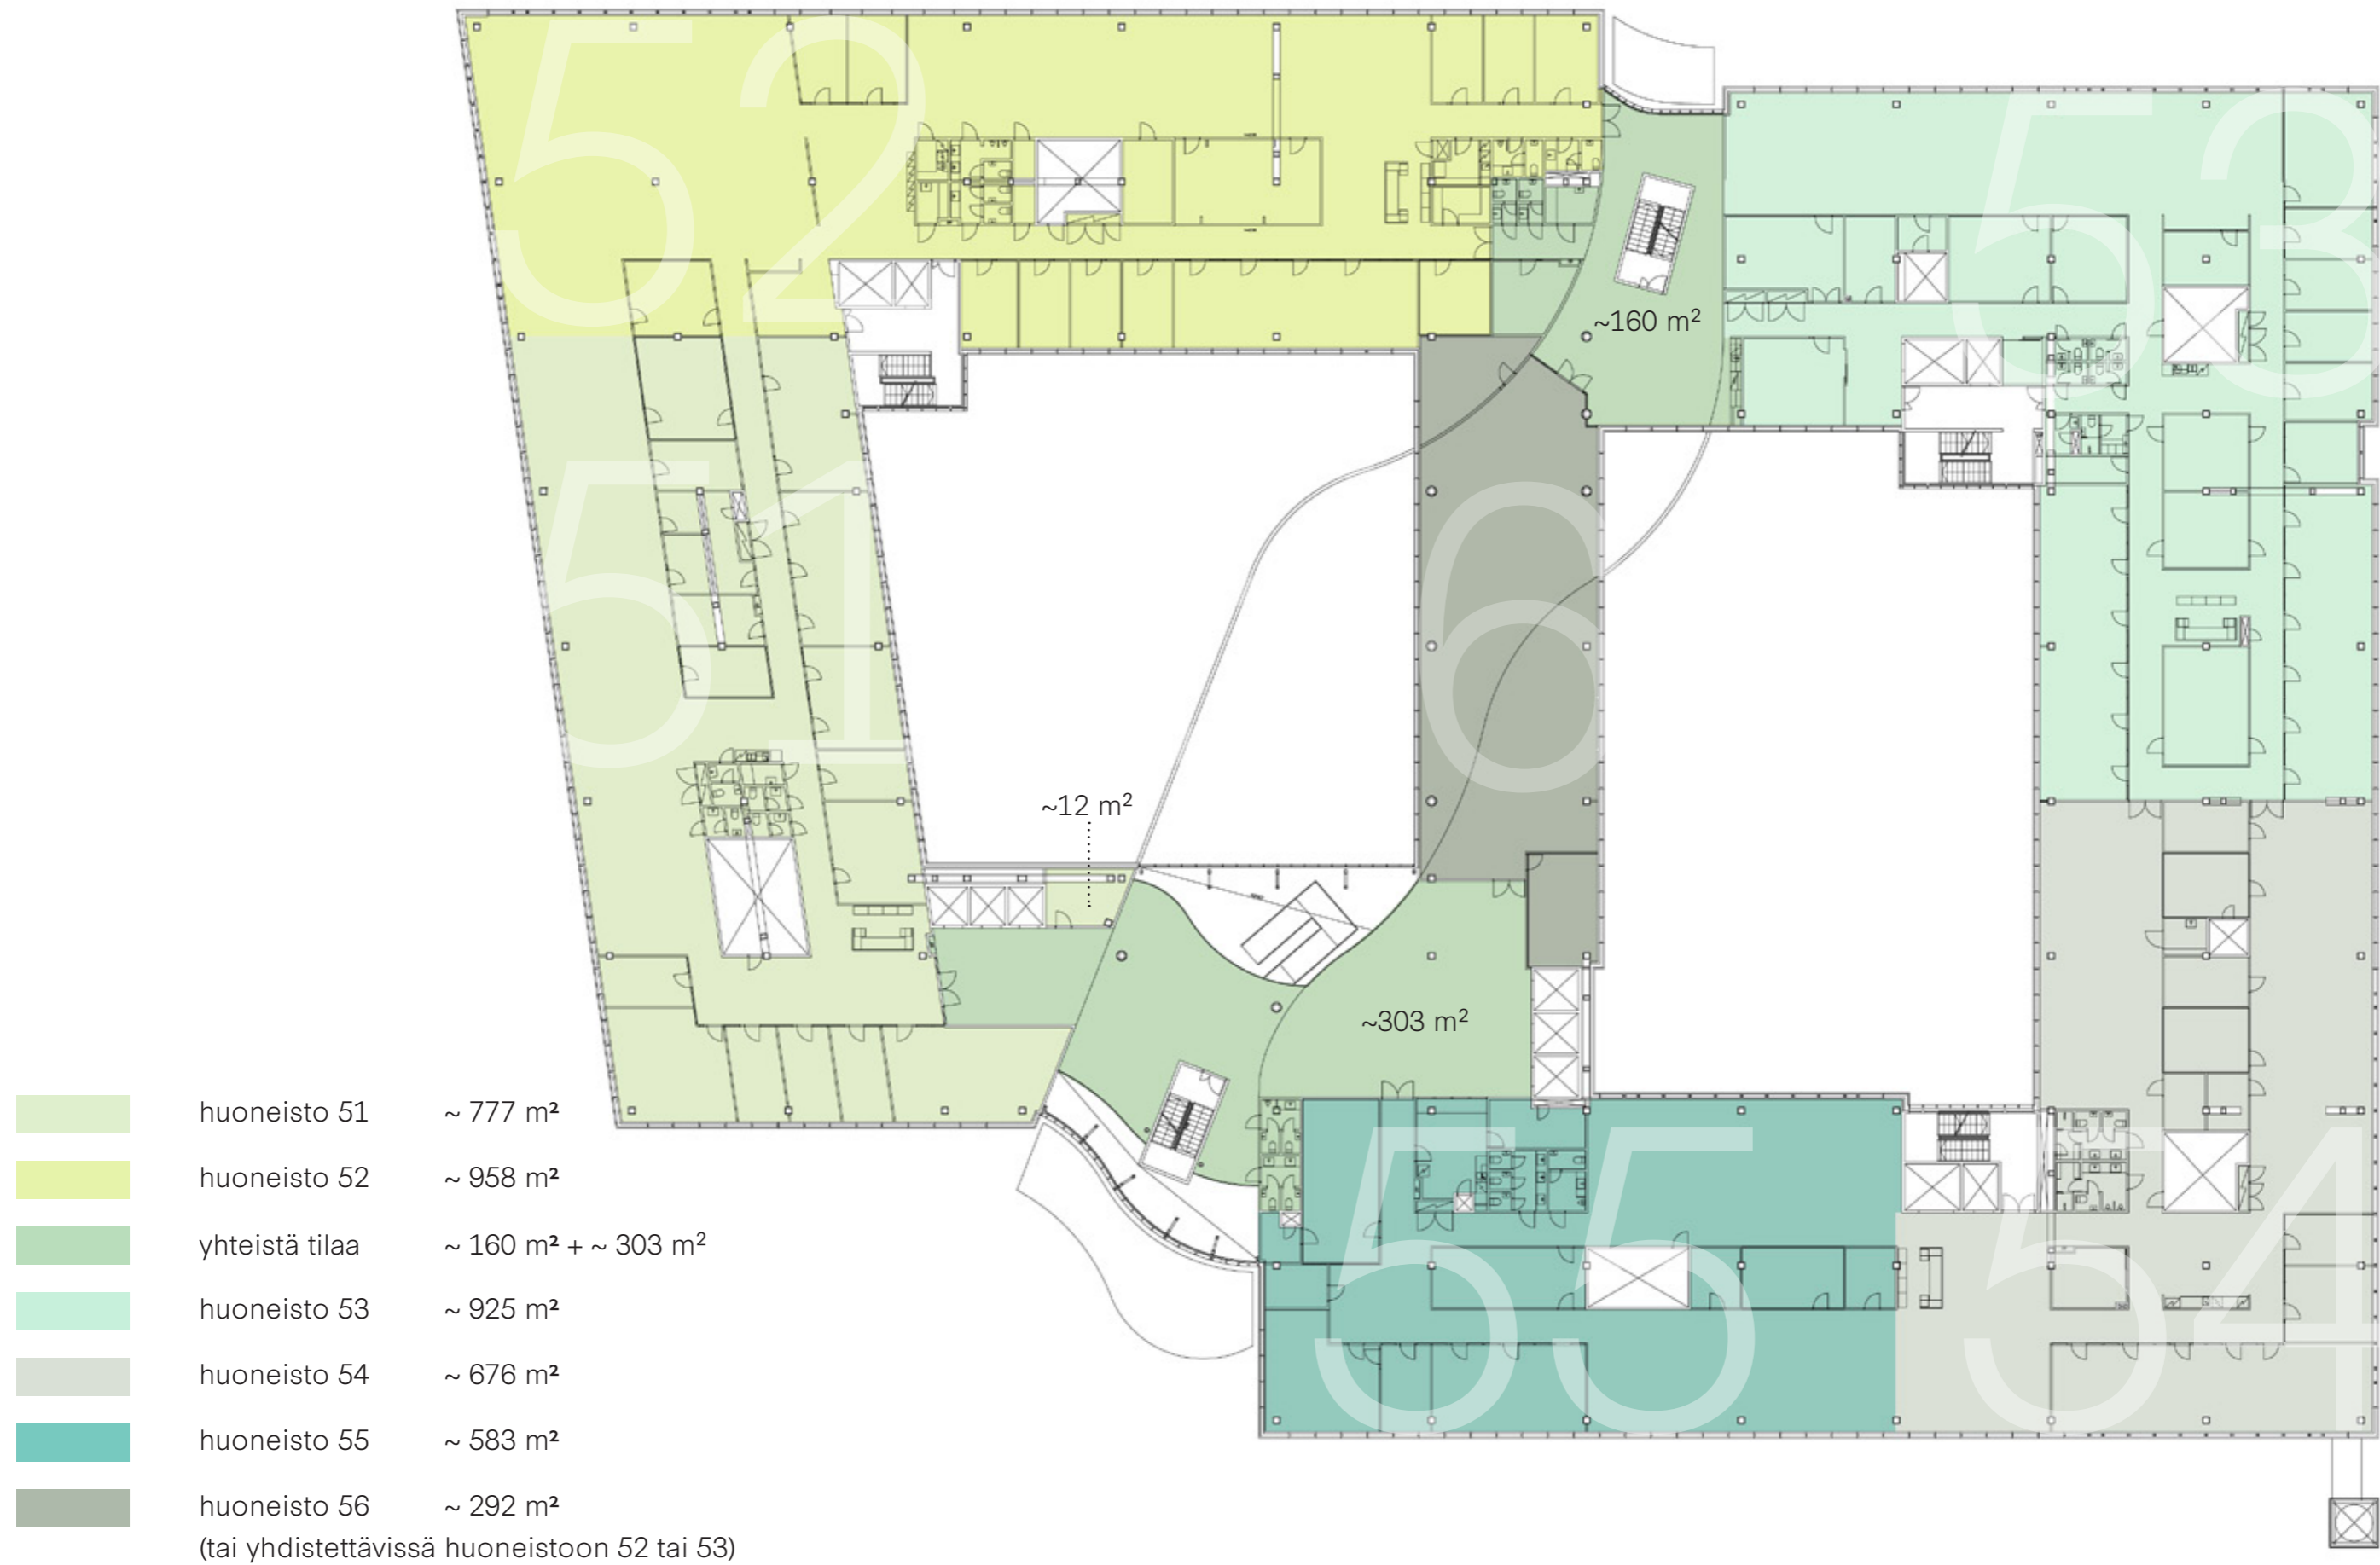 52
53
~160 m²
51
6
~12 m²
~303 m²
55
54
huoneisto 51 ~ 777 m²
huoneisto 52 ~ 958 m²
yhteistä tilaa ~ 160 m² + ~ 303 m²
huoneisto 53 ~ 925 m²
huoneisto 54 ~ 676 m²
huoneisto 55 ~ 583 m²
huoneisto 56 ~ 292 m²
(tai yhdistettävissä huoneistoon 52 tai 53)